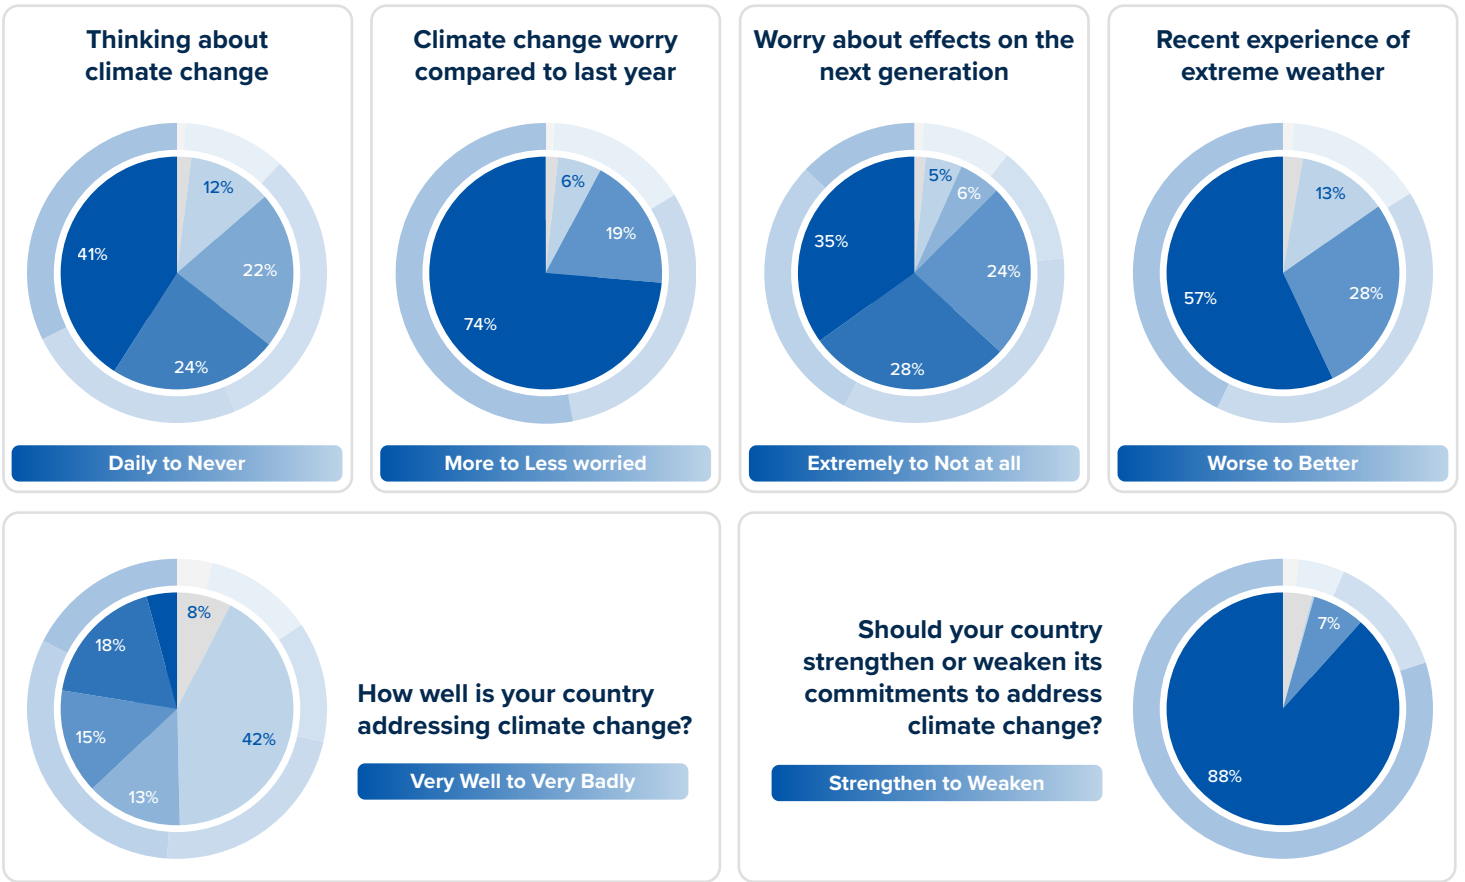 Thinking about
climate change
12%
41%
22%
24%
Daily to Never
Climate change worry
compared to last year
6%
19%
74%
More to Less worried
Worry about effects on the
next generation
5%
6%
35%
24%
28%
Extremely to Not at all
Recent experience of
extreme weather
13%
57%
28%
Worse to Better
8%
18%
15%
42%
13%
How well is your country
addressing climate change?
Very Well to Very Badly
Should your country
strengthen or weaken its
commitments to address
climate change?
Strengthen to Weaken
7%
88%